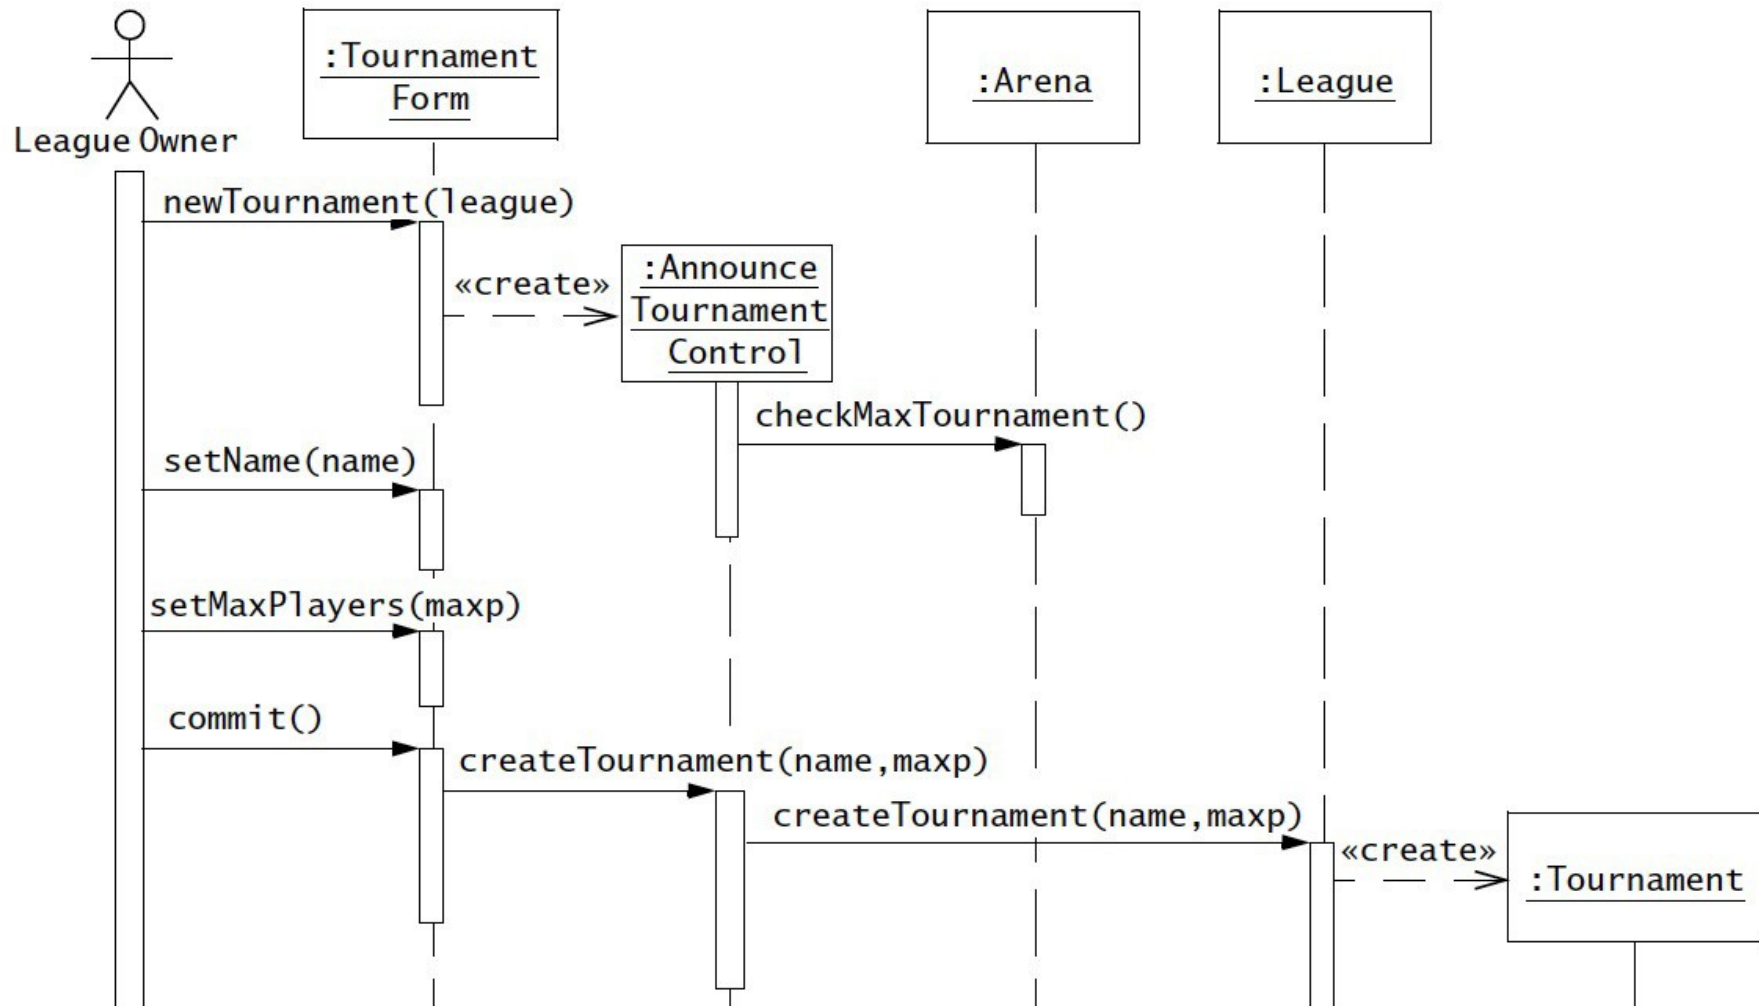 :Tournament
Form
:Arena
:League
League Owner
newTournament(league)
«create»
:Announce
Tournament
Control
checkMaxTournament()
setName(name)
setMaxPlayers(maxp)
commit()
createTournament(name,maxp)
createTournament(name,maxp)
«create»
:Tournament